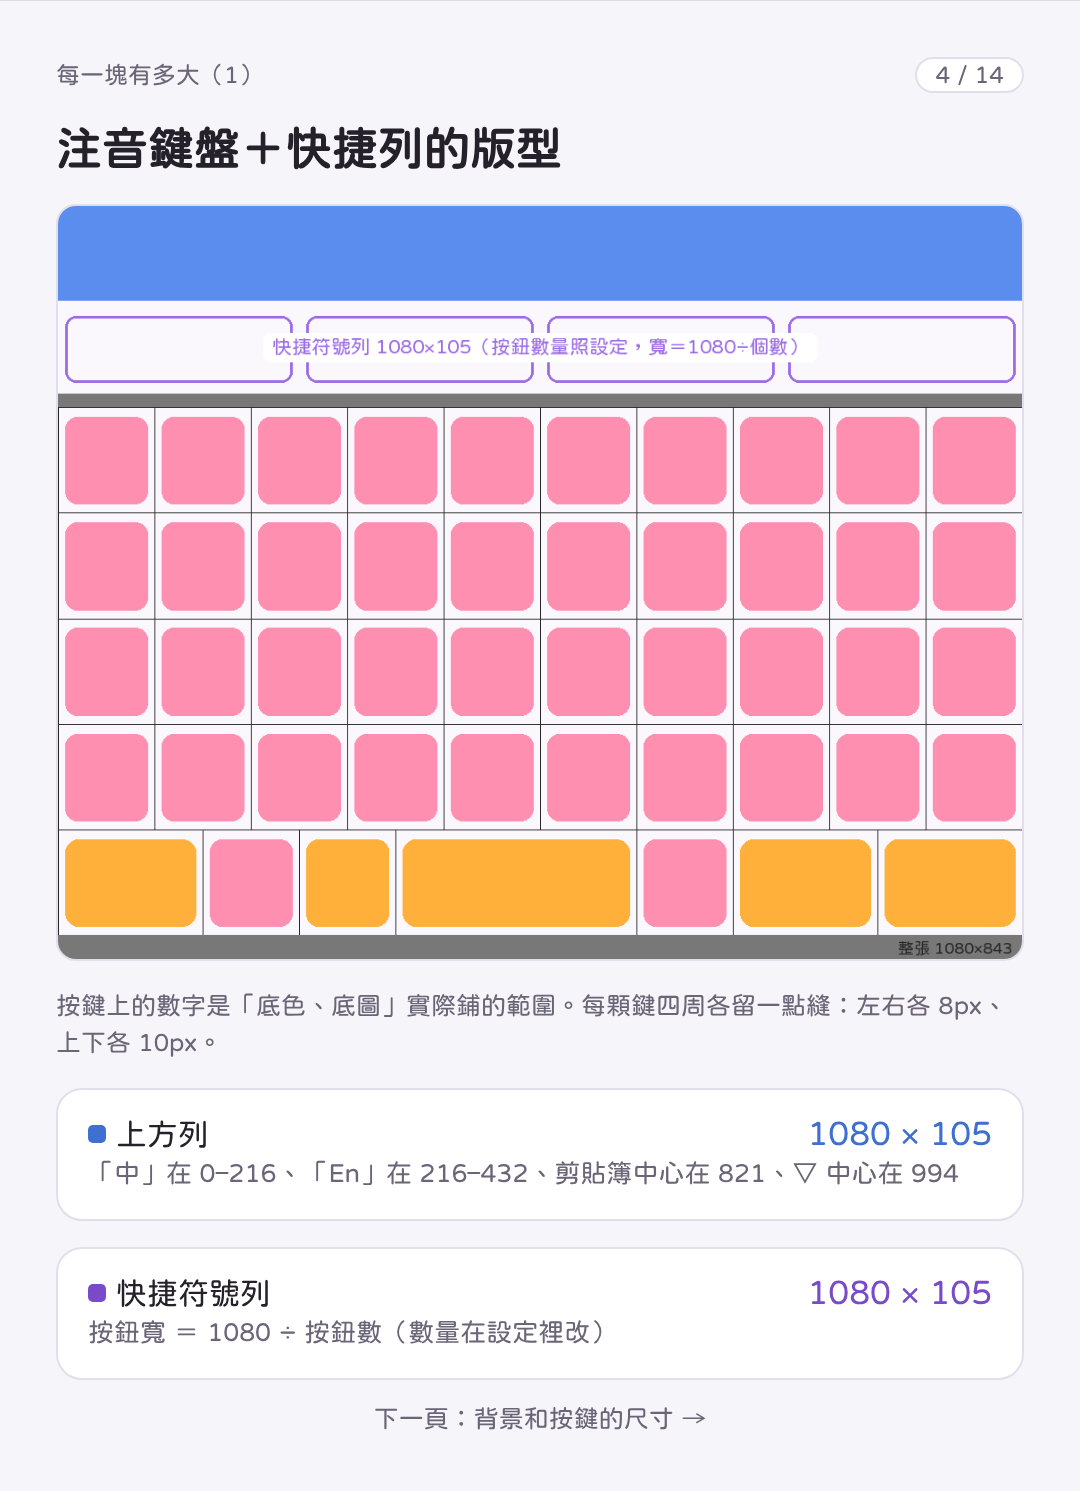 每一塊有多大（1）
4 / 14
注音鍵盤＋快捷列的版型
快捷符號列 1080×105（按鈕數量照設定，寬＝1080÷個數）
整張 1080×843
按鍵上的數字是「底色、底圖」實際鋪的範圍。每顆鍵四周各留一點縫：左右各 8px、
上下各 10px。
上方列
1080 × 105
「中」在 0–216、「En」在 216–432、剪貼簿中心在 821、▽ 中心在 994
快捷符號列
1080 × 105
按鈕寬 ＝ 1080 ÷ 按鈕數（數量在設定裡改）
下一頁：背景和按鍵的尺寸 →